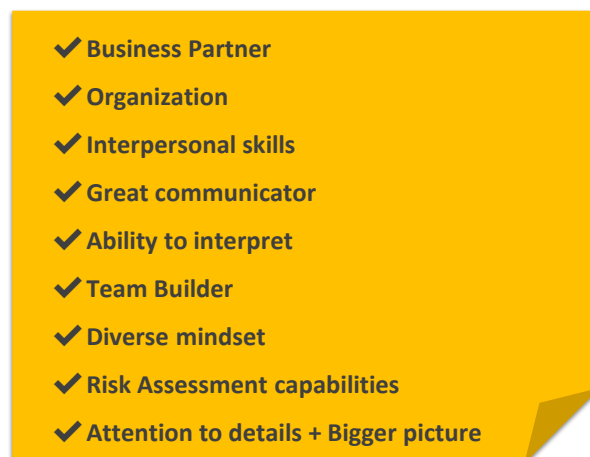 ✔ Business Partner
✔ Organization
✔ Interpersonal skills
✔ Great communicator
✔ Ability to interpret
✔ Team Builder
✔ Diverse mindset
✔ Risk Assessment capabilities
✔ Attention to details + Bigger picture